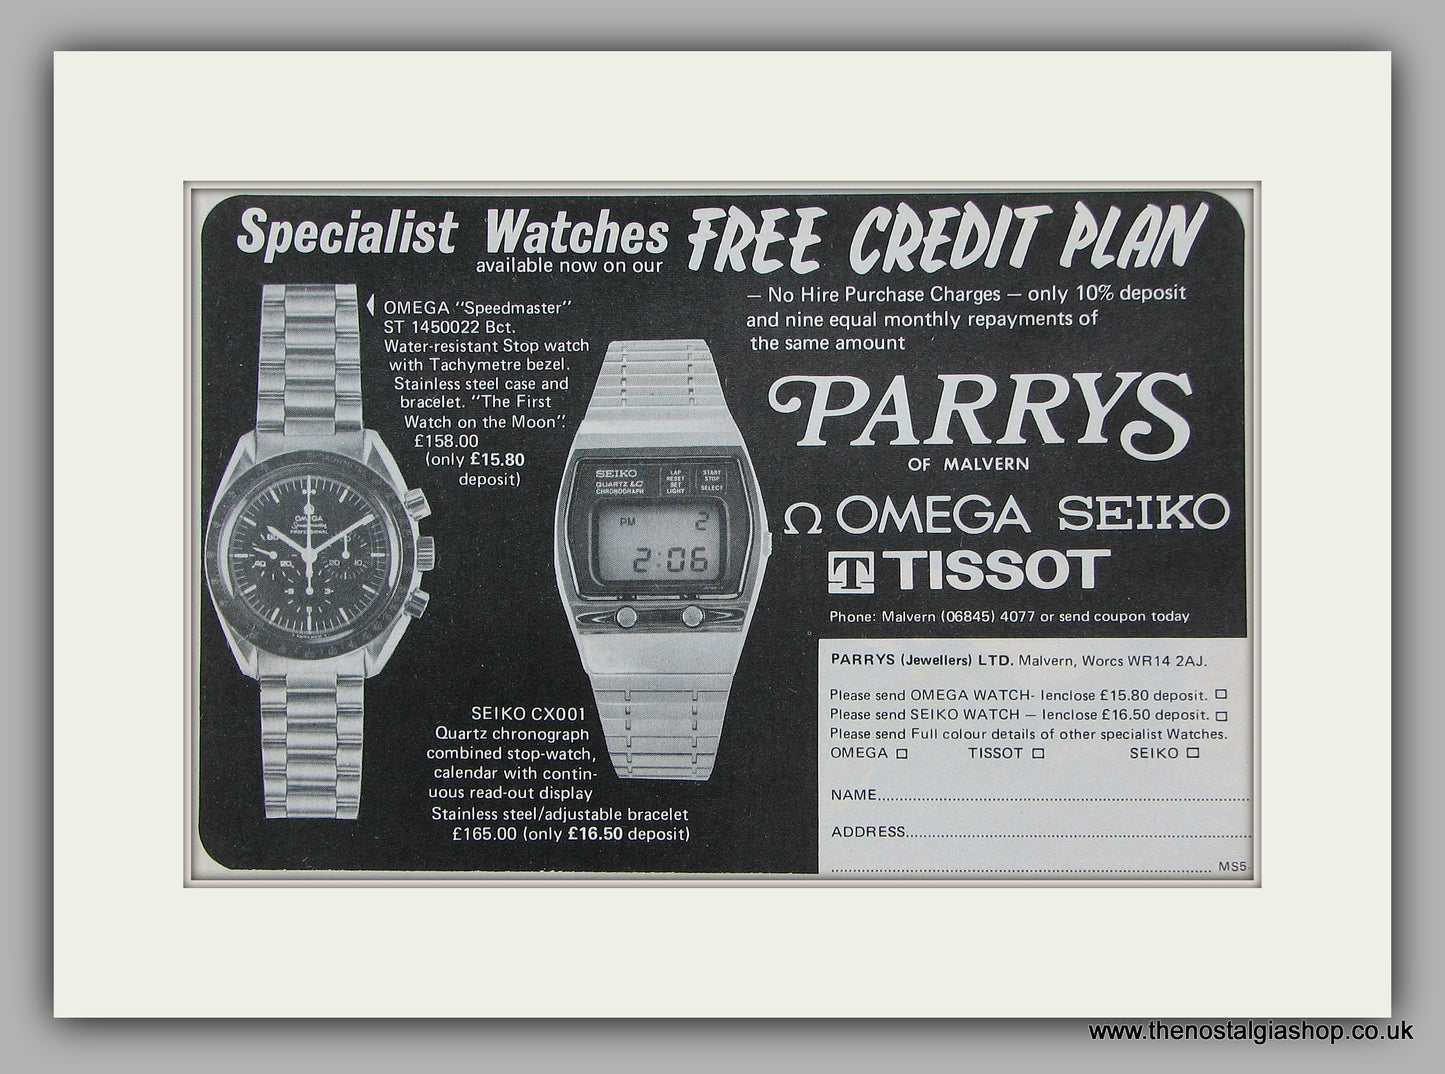 Specialist Watches FREE CREDIT PLAN
available now on our
— No Hire Purchase Charges — only 10% deposit
and nine equal monthly repayments of
the same amount
OMEGA "Speedmaster"
ST 1450022 Bct.
Water-resistant Stop watch
with Tachymetre bezel.
Stainless steel case and
bracelet. "The First
Watch on the Moon".
£158.00
(only £15.80
deposit)
OMEGA
Speedmaster
PROFESSIONAL
SEIKO
QUARTZ LC
CHRONOGRAPH
LAP
RESET
SET
LIGHT
START
STOP
SELECT
PM 2
2:06
SEIKO CX001
Quartz chronograph
combined stop-watch,
calendar with contin-
uous read-out display
Stainless steel/adjustable bracelet
£165.00 (only £16.50 deposit)
PARRYS
OF MALVERN
Ω OMEGA SEIKO
T TISSOT
Phone: Malvern (06845) 4077 or send coupon today
PARRYS (Jewellers) LTD. Malvern, Worcs WR14 2AJ.
Please send OMEGA WATCH- Ienclose £15.80 deposit. ☐
Please send SEIKO WATCH — Ienclose £16.50 deposit. ☐
Please send Full colour details of other specialist Watches.
OMEGA ☐ TISSOT ☐ SEIKO ☐
NAME
ADDRESS
MS5
www.thenostalgiashop.co.uk